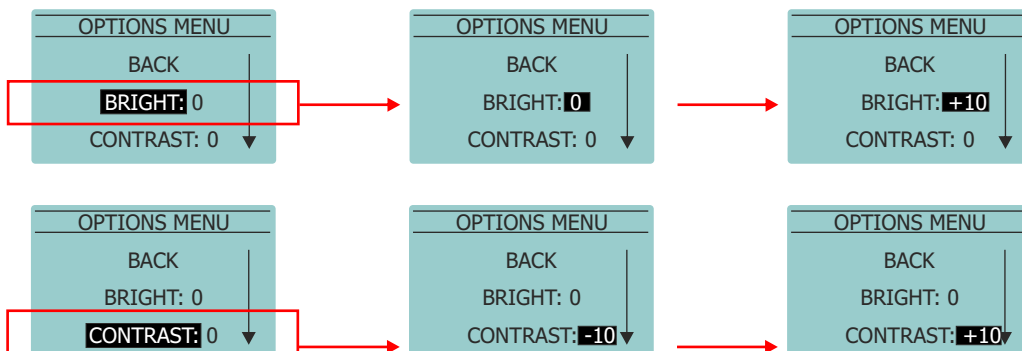 OPTIONS MENU
BACK
BRIGHT: 0
CONTRAST: 0
OPTIONS MENU
BACK
BRIGHT: 0
CONTRAST: 0
OPTIONS MENU
BACK
BRIGHT: +10
CONTRAST: 0
OPTIONS MENU
BACK
BRIGHT: 0
CONTRAST: 0
OPTIONS MENU
BACK
BRIGHT: 0
CONTRAST: -10
OPTIONS MENU
BACK
BRIGHT: 0
CONTRAST: +10